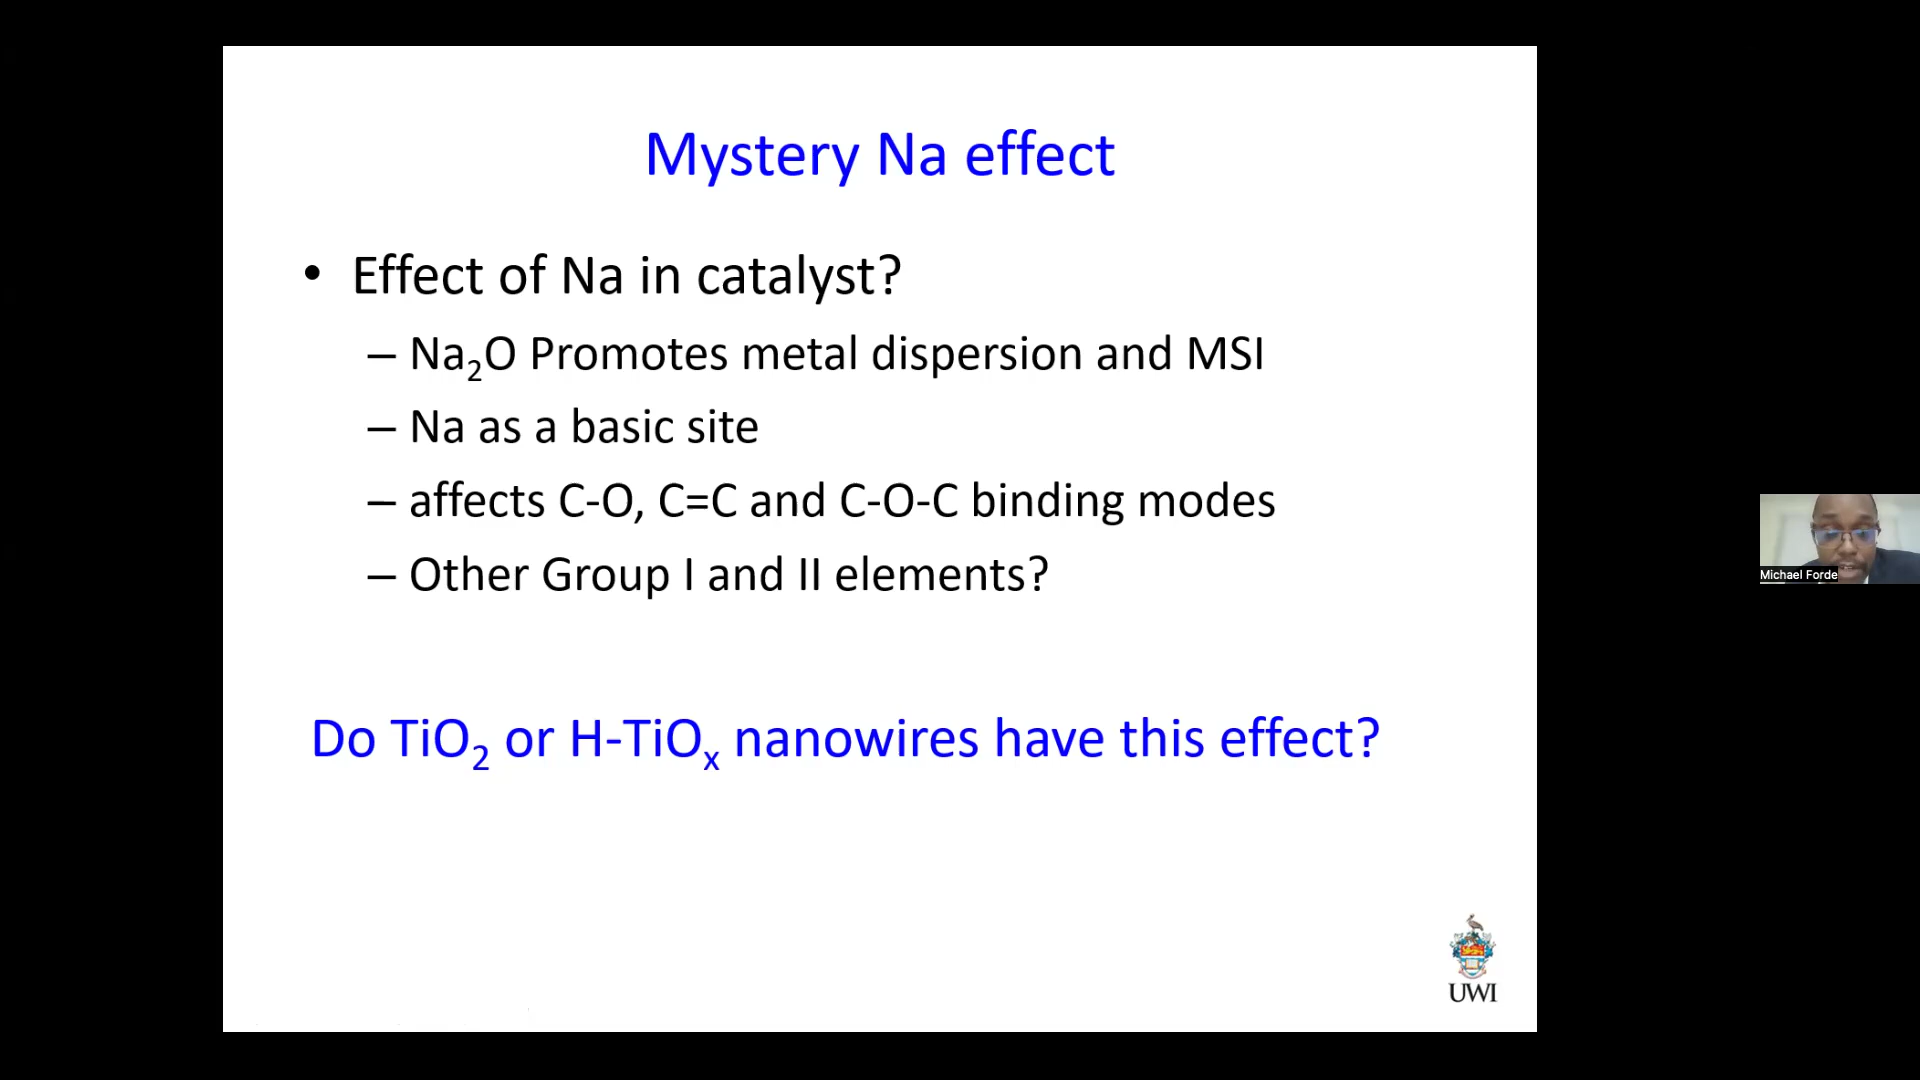 Mystery Na effect
• Effect of Na in catalyst?
– Na₂O Promotes metal dispersion and MSI
– Na as a basic site
– affects C-O, C=C and C-O-C binding modes
– Other Group I and II elements?
Do TiO₂ or H-TiOₓ nanowires have this effect?
Michael Forde
UWI